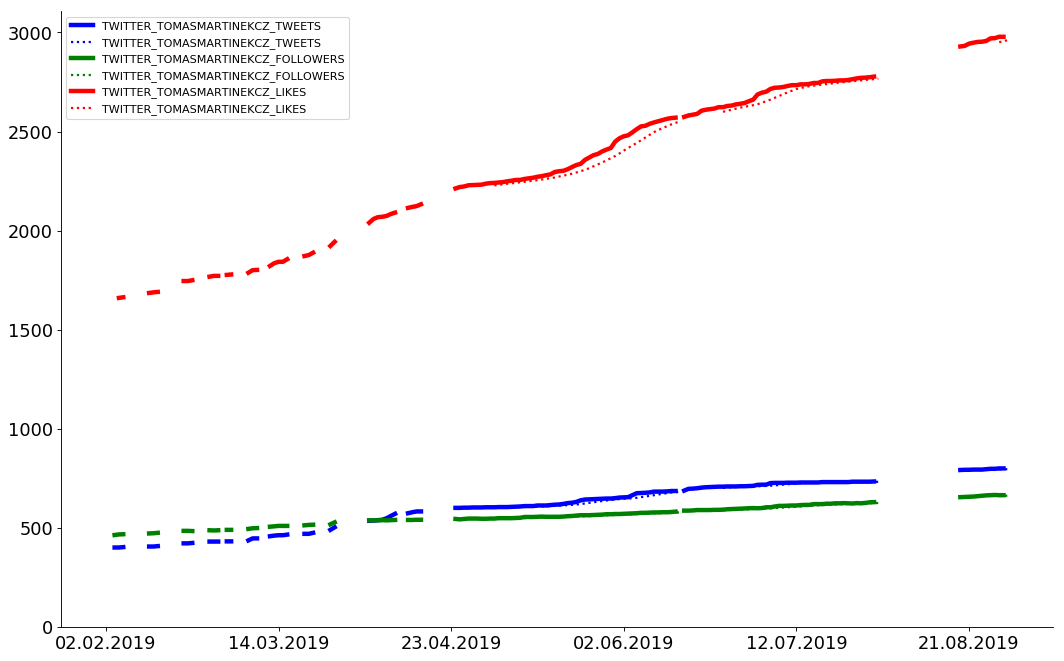 3000
2500
2000
1500
1000
500
0
TWITTER_TOMASMARTINEKCZ_TWEETS
TWITTER_TOMASMARTINEKCZ_TWEETS
TWITTER_TOMASMARTINEKCZ_FOLLOWERS
TWITTER_TOMASMARTINEKCZ_FOLLOWERS
TWITTER_TOMASMARTINEKCZ_LIKES
TWITTER_TOMASMARTINEKCZ_LIKES
02.02.2019 14.03.2019 23.04.2019 02.06.2019 12.07.2019 21.08.2019